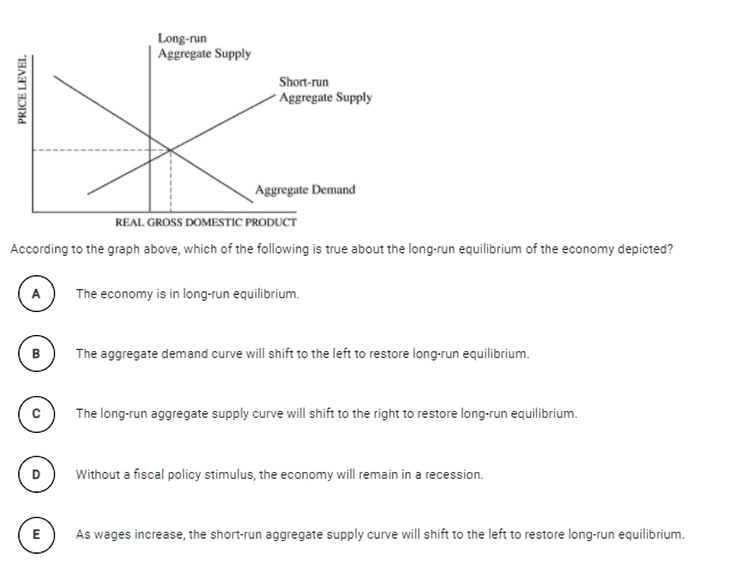 Long-run
Aggregate Supply
PRICE LEVEL
Short-run
Aggregate Supply
Aggregate Demand
REAL GROSS DOMESTIC PRODUCT
According to the graph above, which of the following is true about the long-run equilibrium of the economy depicted?
A The economy is in long-run equilibrium.
B The aggregate demand curve will shift to the left to restore long-run equilibrium.
C The long-run aggregate supply curve will shift to the right to restore long-run equilibrium.
D Without a fiscal policy stimulus, the economy will remain in a recession.
E As wages increase, the short-run aggregate supply curve will shift to the left to restore long-run equilibrium.